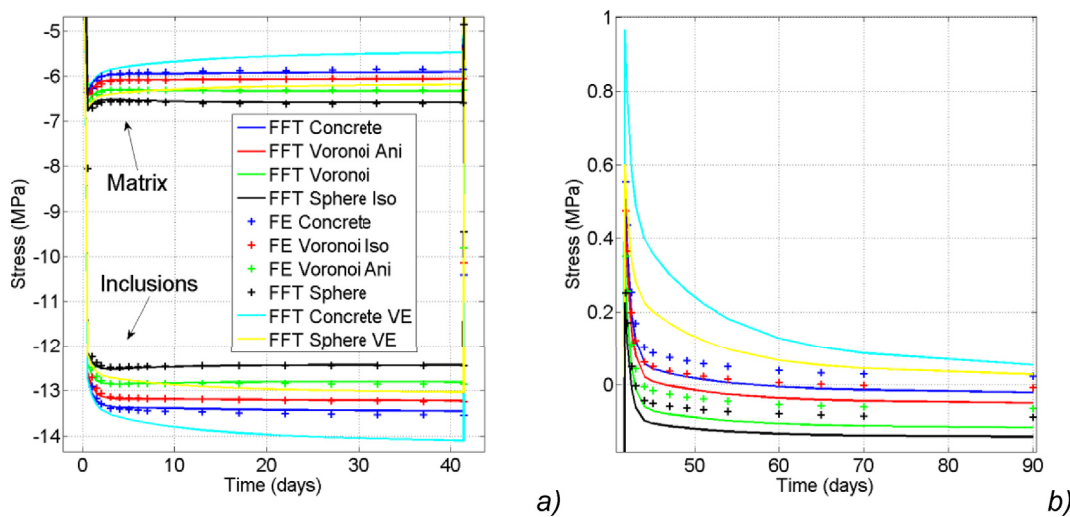 -5
-6
-7
-8
-9
-10
-11
-12
-13
-14
Stress (MPa)
0
10
20
30
40
Time (days)
Matrix
Inclusions
FFT Concrete
FFT Voronoi Ani
FFT Voronoi
FFT Sphere Iso
FE Concrete
FE Voronoi Iso
FE Voronoi Ani
FFT Sphere
FFT Concrete VE
FFT Sphere VE
a)
1
0.8
0.6
0.4
0.2
0
Stress (MPa)
50
60
70
80
90
Time (days)
b)